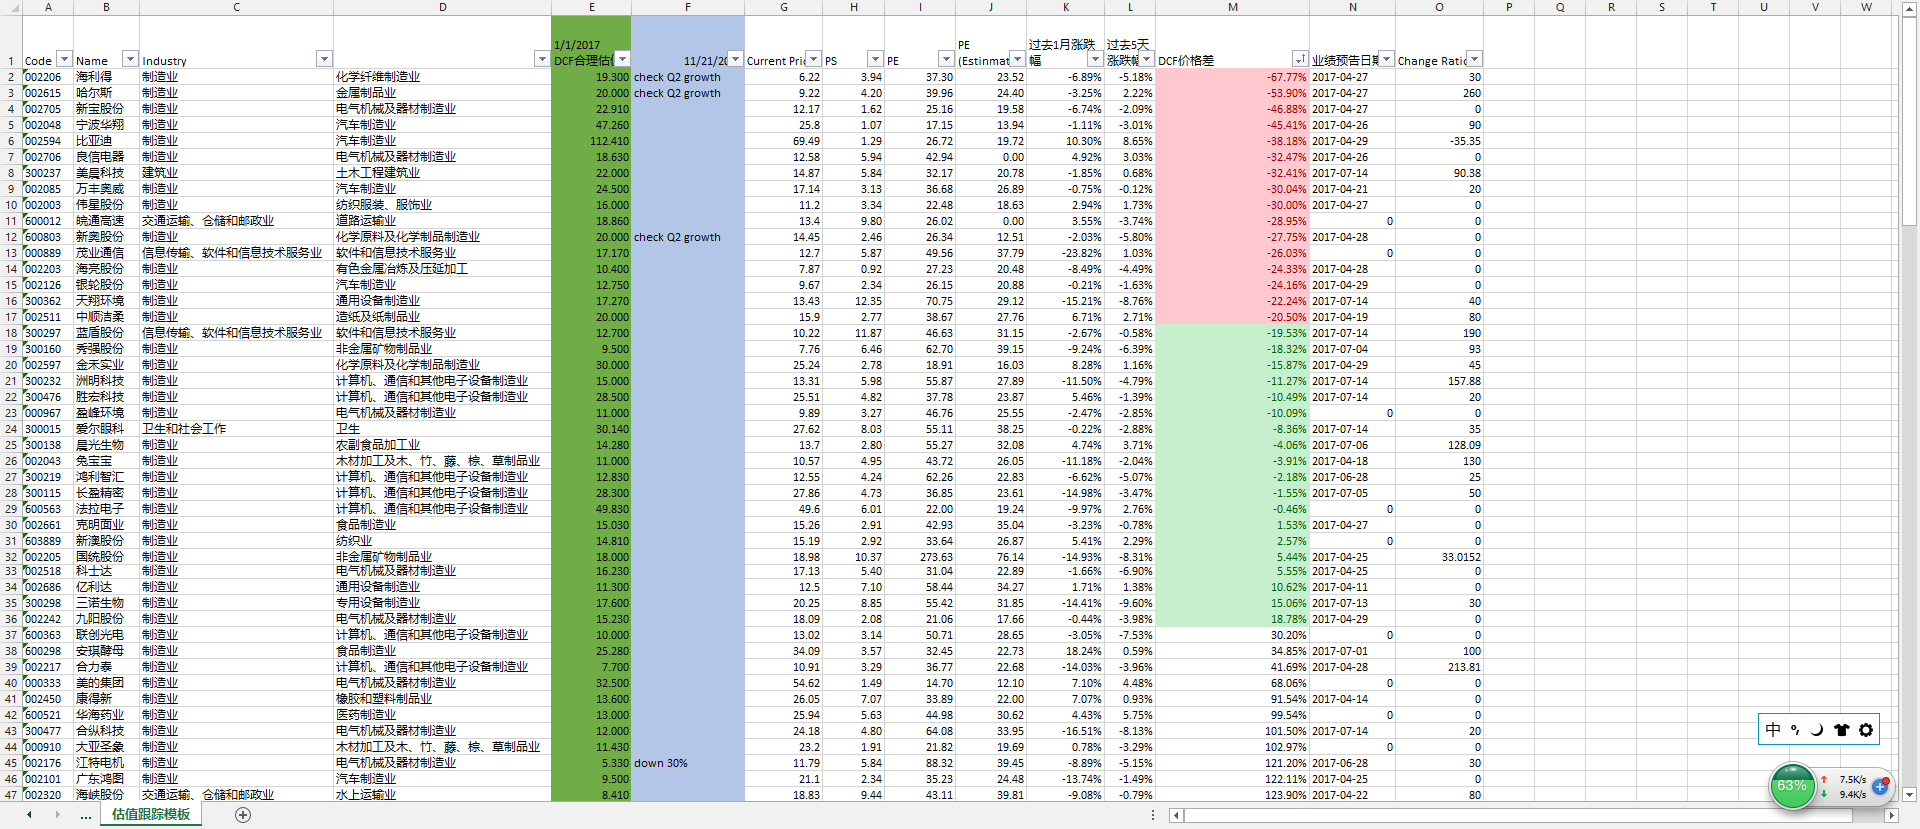 A B C D E F G H I J K L M N O P Q R S T U V W
1/1/2017 PE 过去1月涨跌 过去5天
1 Code Name Industry DCF合理估 11/21/20 Current Pric PS PE (Estinmat 幅 涨跌幅 DCF价格差 业绩预告日期 Change Ratio
2 002206 海利得 制造业 化学纤维制造业 19.300 check Q2 growth 6.22 3.94 37.30 23.52 -6.89% -5.18% -67.77% 2017-04-27 30
3 002615 哈尔斯 制造业 金属制品业 20.000 check Q2 growth 9.22 4.20 39.96 24.40 -3.25% 2.22% -53.90% 2017-04-27 260
4 002705 新宝股份 制造业 电气机械及器材制造业 22.910 12.17 1.62 25.16 19.58 -6.74% -2.09% -46.88% 2017-04-27 0
5 002048 宁波华翔 制造业 汽车制造业 47.260 25.8 1.07 17.15 13.94 -1.11% -3.01% -45.41% 2017-04-26 90
6 002594 比亚迪 制造业 汽车制造业 112.410 69.49 1.29 26.72 19.72 10.30% 8.65% -38.18% 2017-04-29 -35.35
7 002706 良信电器 制造业 电气机械及器材制造业 18.630 12.58 5.94 42.94 0.00 4.92% 3.03% -32.47% 2017-04-26 0
8 300237 美晨科技 建筑业 土木工程建筑业 22.000 14.87 5.84 32.17 20.78 -1.85% 0.68% -32.41% 2017-07-14 90.38
9 002085 万丰奥威 制造业 汽车制造业 24.500 17.14 3.13 36.68 26.89 -0.75% -0.12% -30.04% 2017-04-21 20
10 002003 伟星股份 制造业 纺织服装、服饰业 16.000 11.2 3.34 22.48 18.63 2.94% 1.73% -30.00% 2017-04-27 0
11 600012 皖通高速 交通运输、仓储和邮政业 道路运输业 18.860 13.4 9.80 26.02 0.00 3.55% -3.74% -28.95% 0 0
12 600803 新奥股份 制造业 化学原料及化学制品制造业 20.000 check Q2 growth 14.45 2.46 26.34 12.51 -2.03% -5.80% -27.75% 2017-04-28 0
13 000889 茂业通信 信息传输、软件和信息技术服务业 软件和信息技术服务业 17.170 12.7 5.87 49.56 37.79 -23.82% 1.03% -26.03% 0 0
14 002203 海亮股份 制造业 有色金属冶炼及压延加工 10.400 7.87 0.92 27.23 20.48 -8.49% -4.49% -24.33% 2017-04-28 0
15 002126 银轮股份 制造业 汽车制造业 12.750 9.67 2.34 26.15 20.88 -0.21% -1.63% -24.16% 2017-04-29 0
16 300362 天翔环境 制造业 通用设备制造业 17.270 13.43 12.35 70.75 29.12 -15.21% -8.76% -22.24% 2017-07-14 40
17 002511 中顺洁柔 制造业 造纸及纸制品业 20.000 15.9 2.77 38.67 27.76 6.71% 2.71% -20.50% 2017-04-19 80
18 300297 蓝盾股份 信息传输、软件和信息技术服务业 软件和信息技术服务业 12.700 10.22 11.87 46.63 31.15 -2.67% -0.58% -19.53% 2017-07-14 190
19 300160 秀强股份 制造业 非金属矿物制品业 9.500 7.76 6.46 62.70 39.15 -9.24% -6.39% -18.32% 2017-07-04 93
20 002597 金禾实业 制造业 化学原料及化学制品制造业 30.000 25.24 2.78 18.91 16.03 8.28% 1.16% -15.87% 2017-04-29 45
21 300232 洲明科技 制造业 计算机、通信和其他电子设备制造业 15.000 13.31 5.98 55.87 27.89 -11.50% -4.79% -11.27% 2017-07-14 157.88
22 300476 胜宏科技 制造业 计算机、通信和其他电子设备制造业 28.500 25.51 4.82 37.78 23.87 5.46% -1.39% -10.49% 2017-07-14 20
23 000967 盈峰环境 制造业 电气机械及器材制造业 11.000 9.89 3.27 46.76 25.55 -2.47% -2.85% -10.09% 0 0
24 300015 爱尔眼科 卫生和社会工作 卫生 30.140 27.62 8.03 55.11 38.25 -0.22% -2.88% -8.36% 2017-07-14 35
25 300138 晨光生物 制造业 农副食品加工业 14.280 13.7 2.80 55.27 32.08 4.74% 3.71% -4.06% 2017-07-06 128.09
26 002043 兔宝宝 制造业 木材加工及木、竹、藤、棕、草制品业 11.000 10.57 4.95 43.72 26.05 -11.18% -2.04% -3.91% 2017-04-18 130
27 300219 鸿利智汇 制造业 计算机、通信和其他电子设备制造业 12.830 12.55 4.24 62.26 22.83 -6.62% -5.07% -2.18% 2017-06-28 25
28 300115 长盈精密 制造业 计算机、通信和其他电子设备制造业 28.300 27.86 4.73 36.85 23.61 -14.98% -3.47% -1.55% 2017-07-05 50
29 600563 法拉电子 制造业 计算机、通信和其他电子设备制造业 49.830 49.6 6.01 22.00 19.24 -9.97% 2.76% -0.46% 0 0
30 002661 克明面业 制造业 食品制造业 15.030 15.26 2.91 42.93 35.04 -3.23% -0.78% 1.53% 2017-04-27 0
31 603889 新澳股份 制造业 纺织业 14.810 15.19 2.92 33.64 26.87 5.41% 2.29% 2.57% 0 0
32 002205 国统股份 制造业 非金属矿物制品业 18.000 18.98 10.37 273.63 76.14 -14.93% -8.31% 5.44% 2017-04-25 33.0152
33 002518 科士达 制造业 电气机械及器材制造业 16.230 17.13 5.40 31.04 22.89 -1.66% -6.90% 5.55% 2017-04-25 0
34 002686 亿利达 制造业 通用设备制造业 11.300 12.5 7.10 58.44 34.27 1.71% 1.38% 10.62% 2017-04-11 0
35 300298 三诺生物 制造业 专用设备制造业 17.600 20.25 8.85 55.42 31.85 -14.41% -9.60% 15.06% 2017-07-13 30
36 002242 九阳股份 制造业 电气机械及器材制造业 15.230 18.09 2.08 21.06 17.66 -0.44% -3.98% 18.78% 2017-04-29 0
37 600363 联创光电 制造业 计算机、通信和其他电子设备制造业 10.000 13.02 3.14 50.71 28.65 -3.05% -7.53% 30.20% 0 0
38 600298 安琪酵母 制造业 食品制造业 25.280 34.09 3.57 32.45 22.73 18.24% 0.59% 34.85% 2017-07-01 100
39 002217 合力泰 制造业 计算机、通信和其他电子设备制造业 7.700 10.91 3.29 36.77 22.68 -14.03% -3.96% 41.69% 2017-04-28 213.81
40 000333 美的集团 制造业 电气机械及器材制造业 32.500 54.62 1.49 14.70 12.10 7.10% 4.48% 68.06% 0 0
41 002450 康得新 制造业 橡胶和塑料制品业 13.600 26.05 7.07 33.89 22.00 7.07% 0.93% 91.54% 2017-04-14 0
42 600521 华海药业 制造业 医药制造业 13.000 25.94 5.63 44.98 30.62 4.43% 5.75% 99.54% 0 0
43 300477 合纵科技 制造业 电气机械及器材制造业 12.000 24.18 4.80 64.08 33.95 -16.51% -8.13% 101.50% 2017-07-14 20
44 000910 大亚圣象 制造业 木材加工及木、竹、藤、棕、草制品业 11.430 23.2 1.91 21.82 19.69 0.78% -3.29% 102.97% 0 0
45 002176 江特电机 制造业 电气机械及器材制造业 5.330 down 30% 11.79 5.84 88.32 39.45 -8.89% -5.15% 121.20% 2017-06-28 30
46 002101 广东鸿图 制造业 汽车制造业 9.500 21.1 2.34 35.23 24.48 -13.74% -1.49% 122.11% 2017-04-25 0
47 002320 海峡股份 交通运输、仓储和邮政业 水上运输业 8.410 18.83 9.44 43.11 39.81 -9.08% -0.79% 123.90% 2017-04-22 80
中
63% 7.5K/s
9.4K/s
... 估值跟踪模板